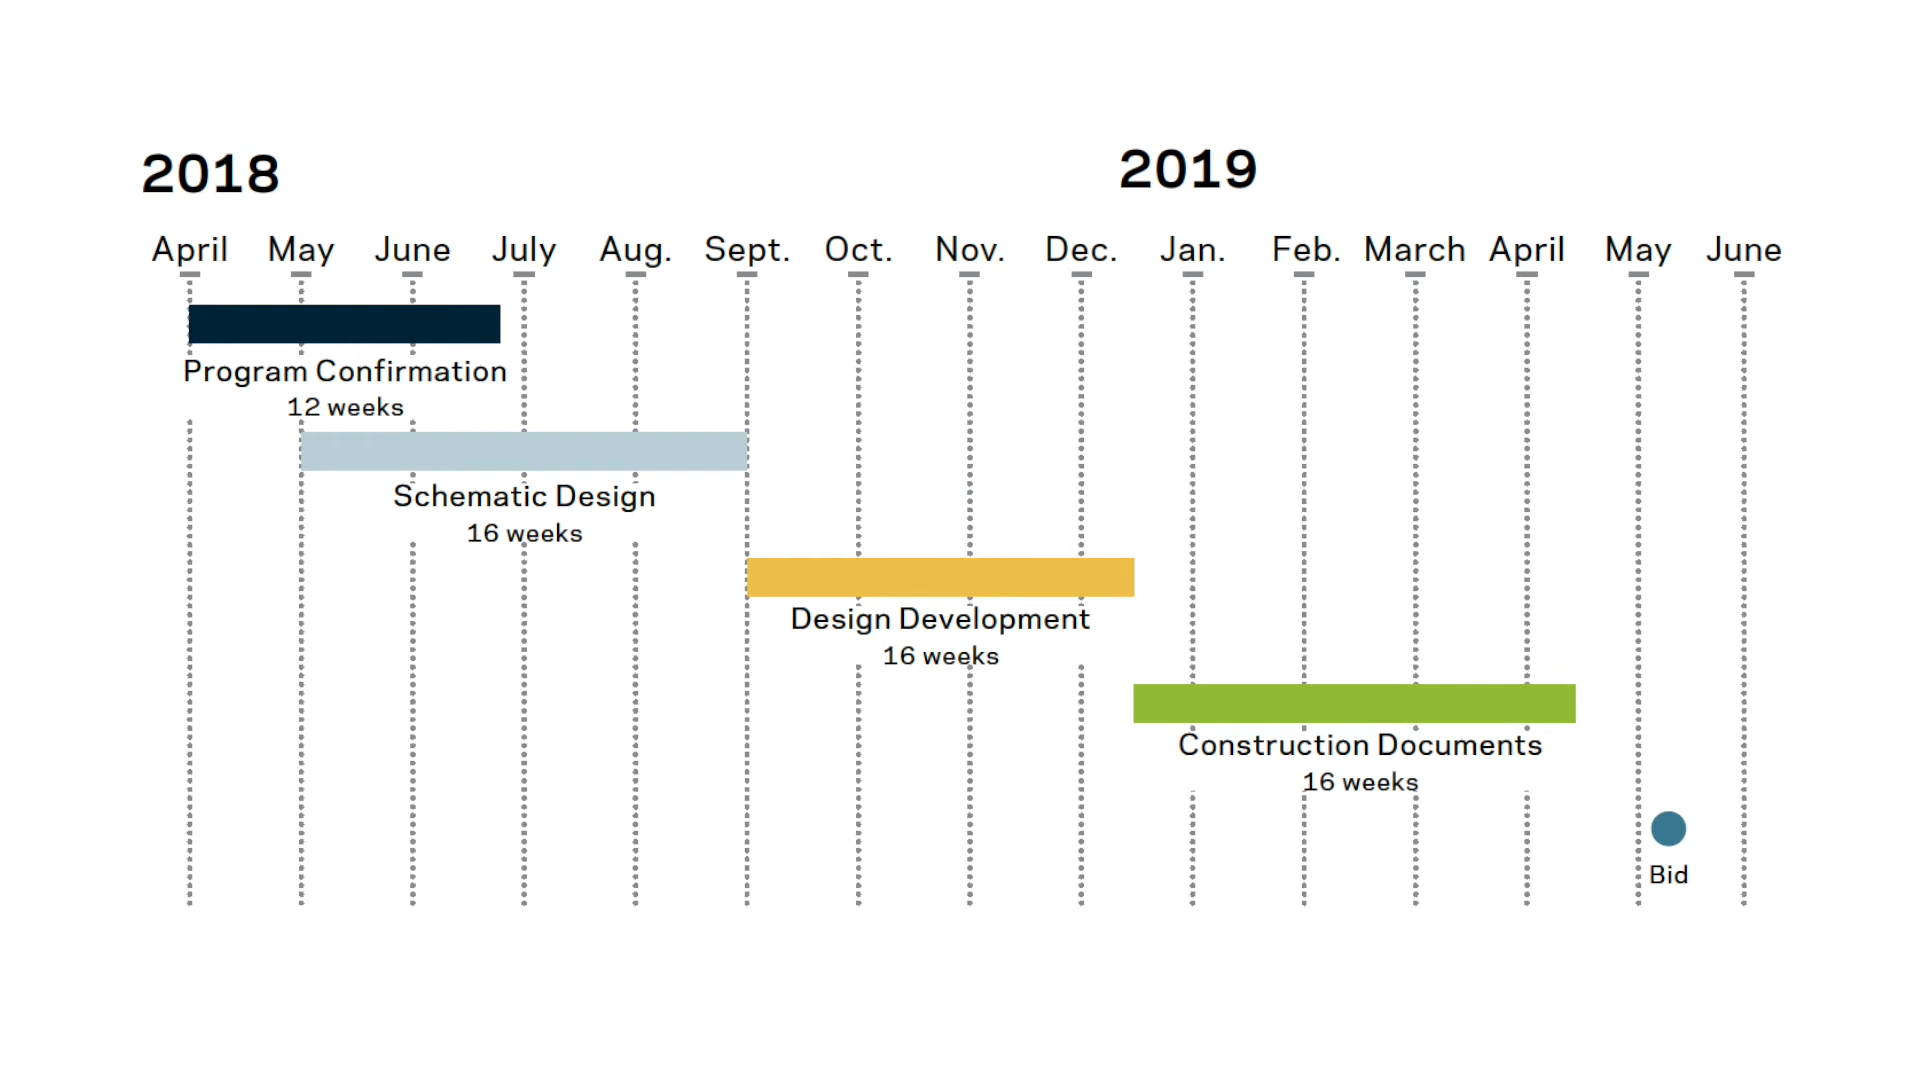 2018
2019
April May June July Aug. Sept. Oct. Nov. Dec. Jan. Feb. March April May June
Program Confirmation
12 weeks
Schematic Design
16 weeks
Design Development
16 weeks
Construction Documents
16 weeks
Bid